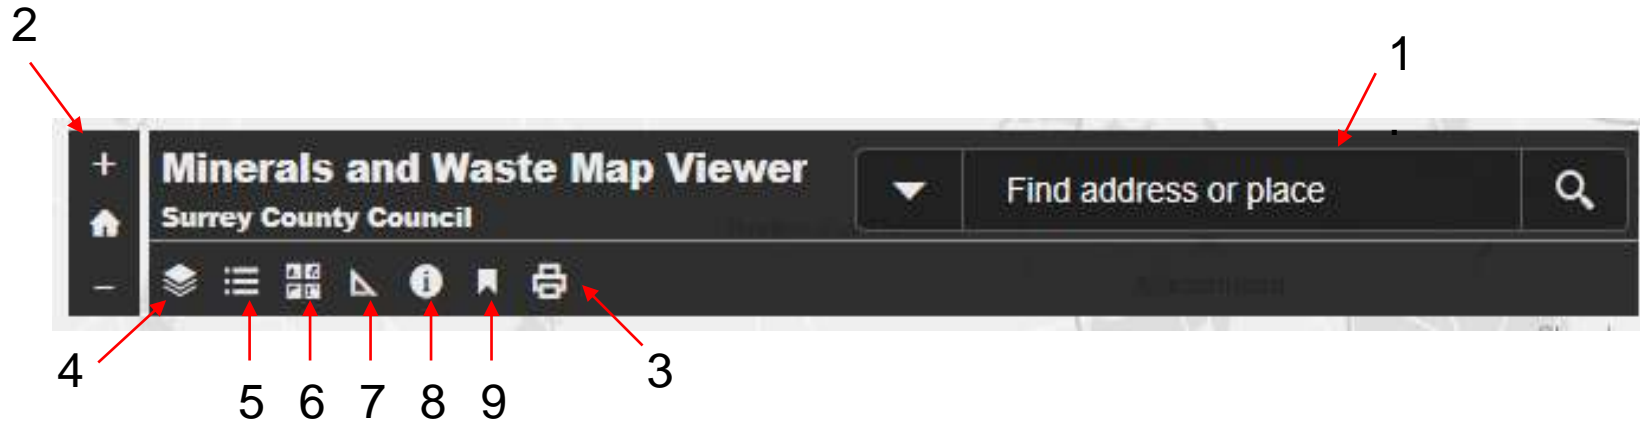 2
1
Minerals and Waste Map Viewer
Find address or place
Surrey County Council
4
3
5 6 7 8 9